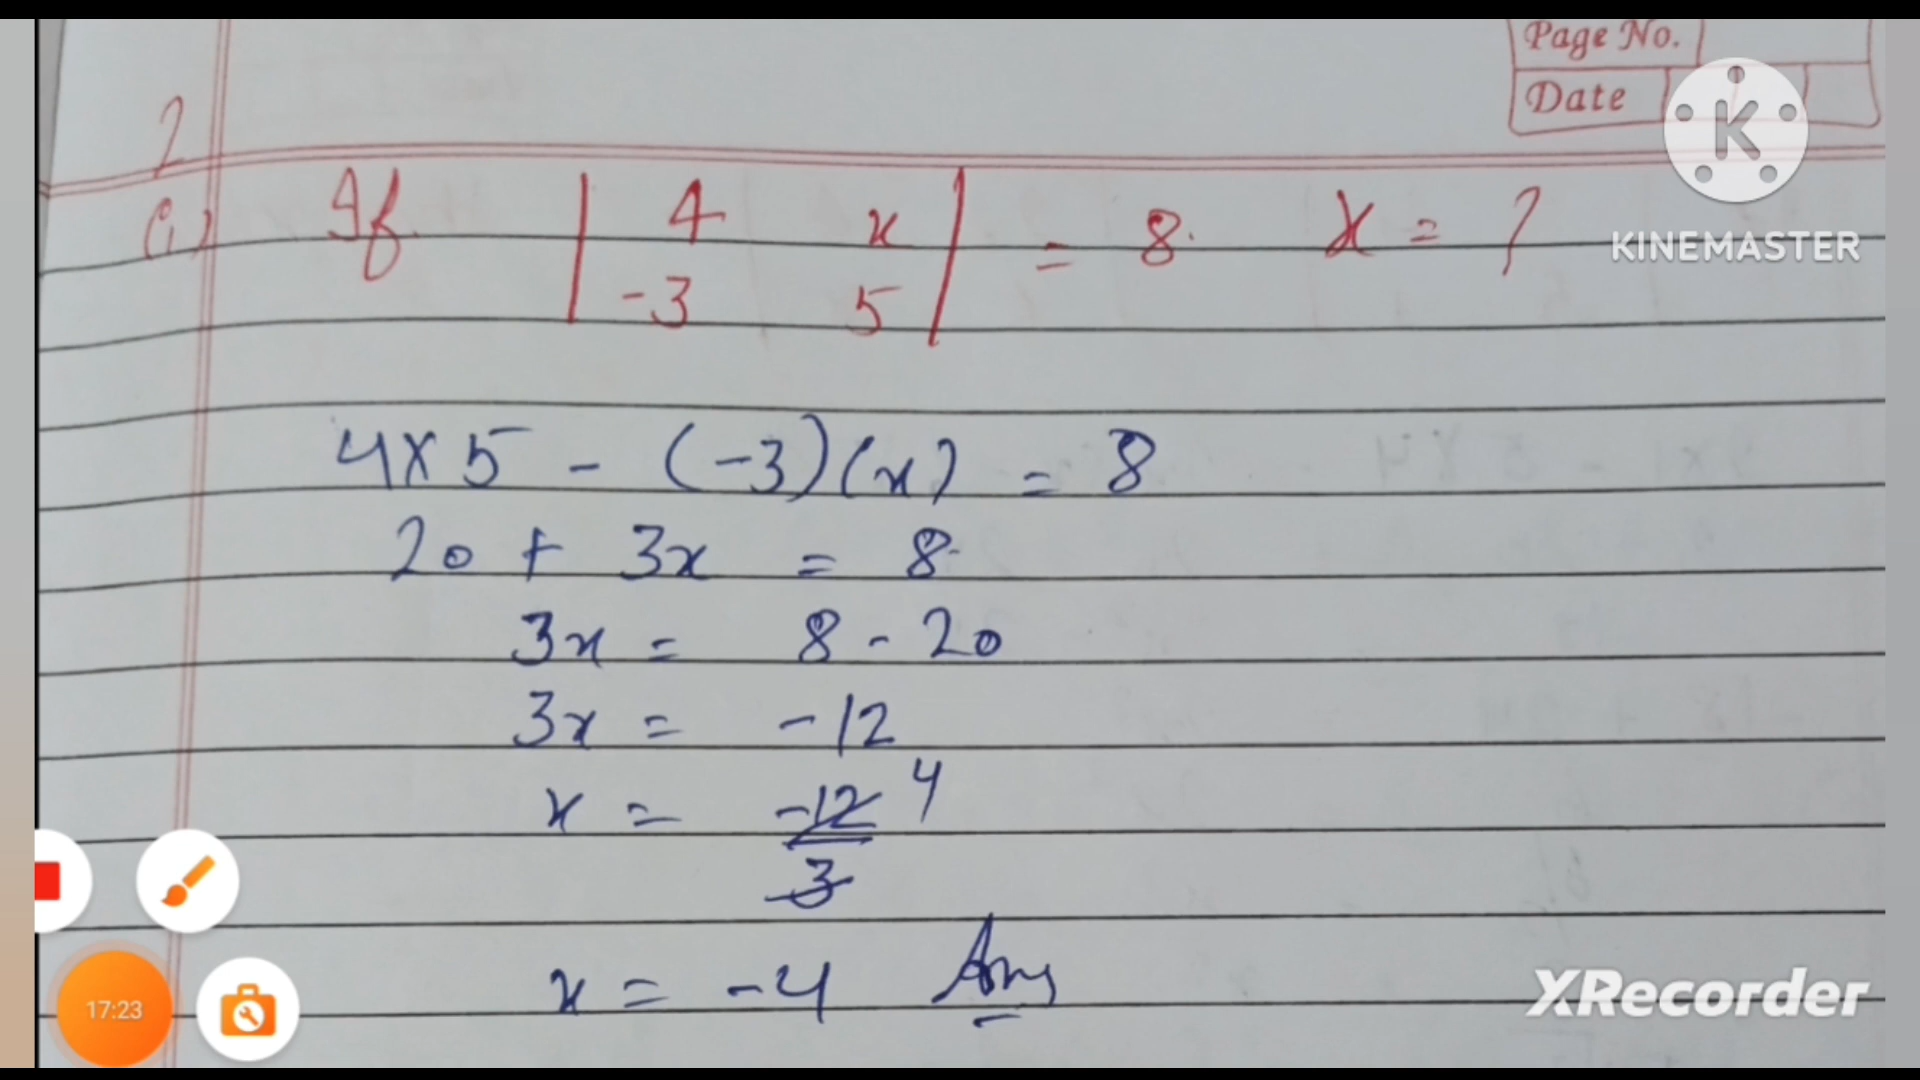 Page No.
Date
2
(i) If | 4 x | = 8. x = ?
-3 5
4 x 5 - (-3)(x) = 8
20 + 3x = 8
3x = 8 - 20
3x = -12
x = -12 4
3
x = -4 Ans
K
KINEMASTER
17:23
XRecorder